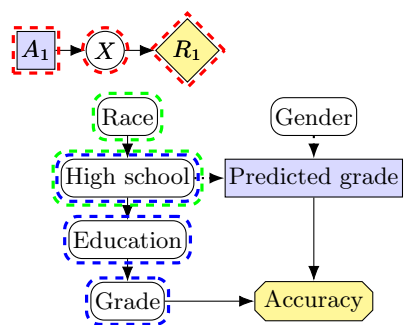 A1 X R1
Race Gender
High school Predicted grade
Education
Grade Accuracy